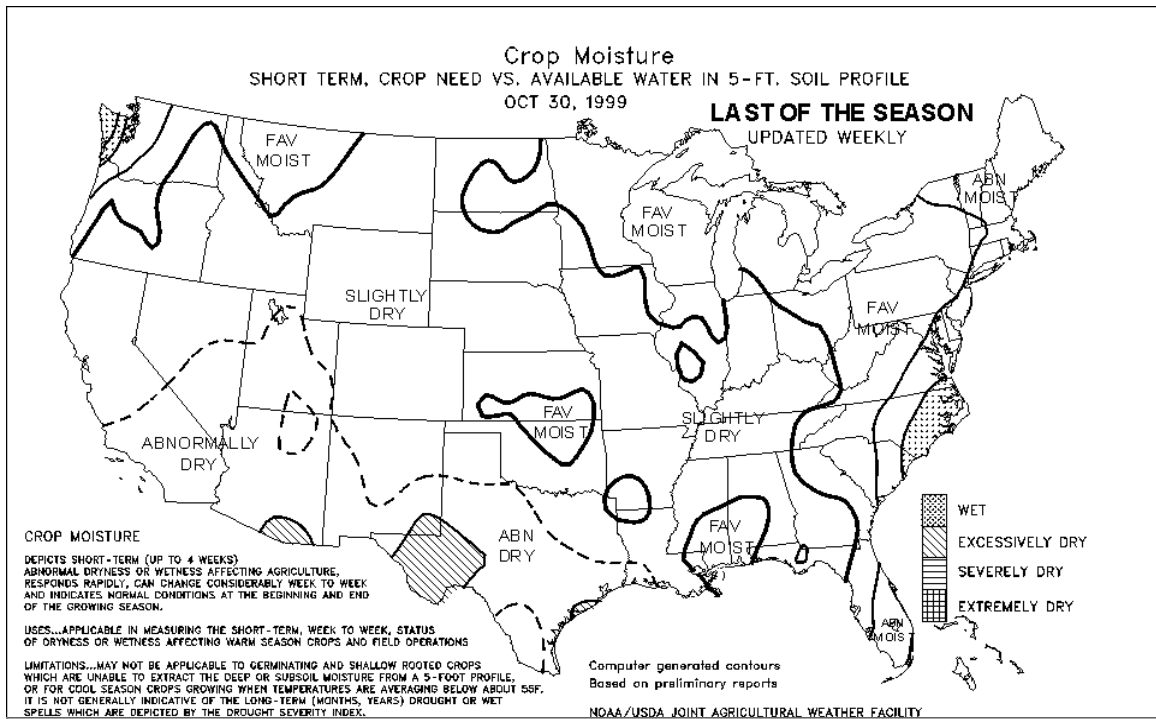 Crop Moisture
SHORT TERM, CROP NEED VS. AVAILABLE WATER IN 5-FT. SOIL PROFILE
OCT 30, 1999
LAST OF THE SEASON
UPDATED WEEKLY
FAV
MOIST
ABN
MOIST
FAV
MOIST
SLIGHTLY
DRY
FAV
MOIST
FAV
MOIST
SLIGHTLY
DRY
ABNORMALLY
DRY
ABN
DRY
FAV
MOIST
ABN
MOIST
WET
EXCESSIVELY DRY
SEVERELY DRY
EXTREMELY DRY
CROP MOISTURE
DEPICTS SHORT-TERM (UP TO 4 WEEKS)
ABNORMAL DRYNESS OR WETNESS AFFECTING AGRICULTURE,
RESPONDS RAPIDLY, CAN CHANGE CONSIDERABLY WEEK TO WEEK
AND INDICATES NORMAL CONDITIONS AT THE BEGINNING AND END
OF THE GROWING SEASON.
USES...APPLICABLE IN MEASURING THE SHORT-TERM, WEEK TO WEEK, STATUS
OF DRYNESS OR WETNESS AFFECTING WARM SEASON CROPS AND FIELD OPERATIONS
LIMITATIONS...MAY NOT BE APPLICABLE TO GERMINATING AND SHALLOW ROOTED CROPS
WHICH ARE UNABLE TO EXTRACT THE DEEP OR SUBSOIL MOISTURE FROM A 5-FOOT PROFILE,
OR FOR COOL SEASON CROPS GROWING WHEN TEMPERATURES ARE AVERAGING BELOW ABOUT 55F.
IT IS NOT GENERALLY INDICATIVE OF THE LONG-TERM (MONTHS, YEARS) DROUGHT OR WET
SPELLS WHICH ARE DEPICTED BY THE DROUGHT SEVERITY INDEX.
Computer generated contours
Based on preliminary reports
NOAA/USDA JOINT AGRICULTURAL WEATHER FACILITY